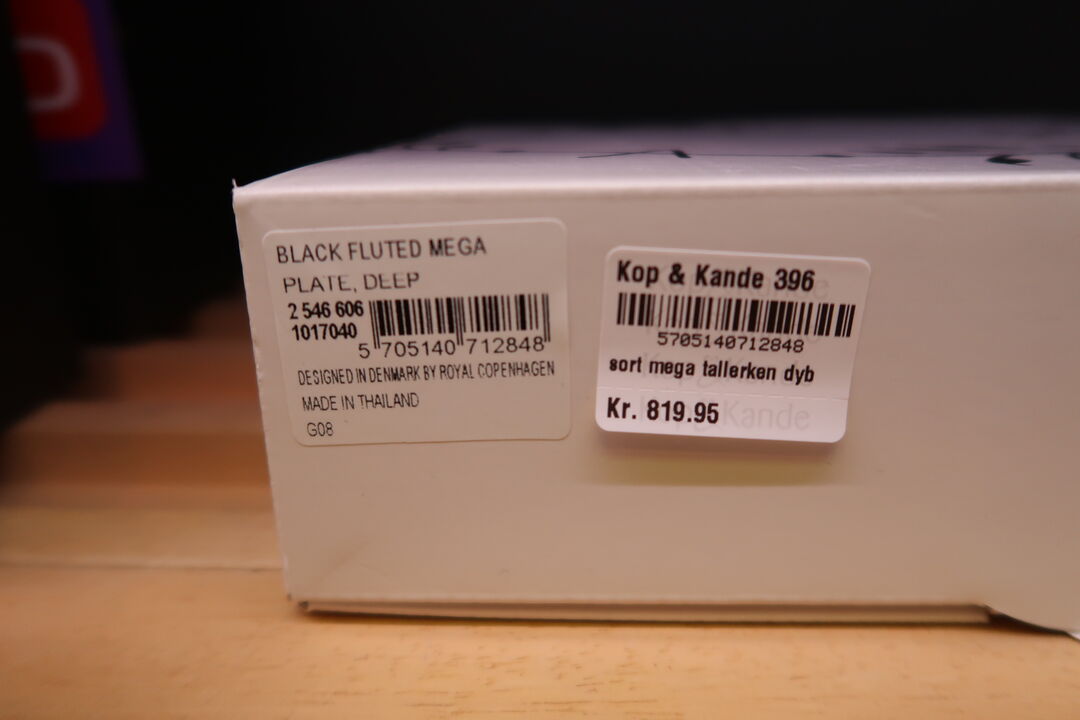 BLACK FLUTED MEGA
PLATE, DEEP
2 546 606
1017040
5 705140 712848
DESIGNED IN DENMARK BY ROYAL COPENHAGEN
MADE IN THAILAND
G08
Kop & Kande 396
5705140712848
sort mega tallerken dyb
Kr. 819.95